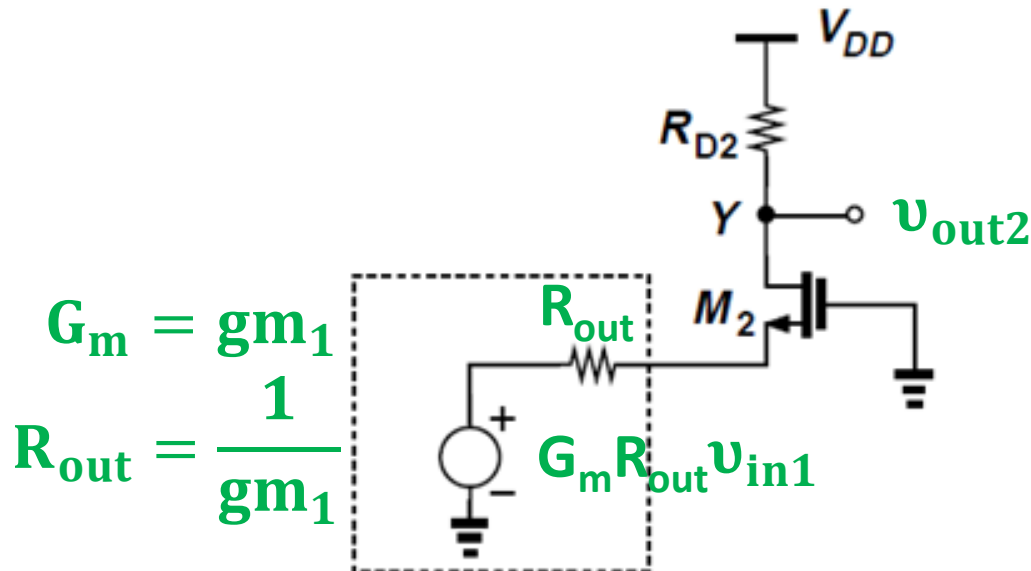 V_DD
R_D2
Y υ_out2
M_2
R_out
G_m = gm_1
R_out = 1/gm_1
+
G_m R_out υ_in1
−